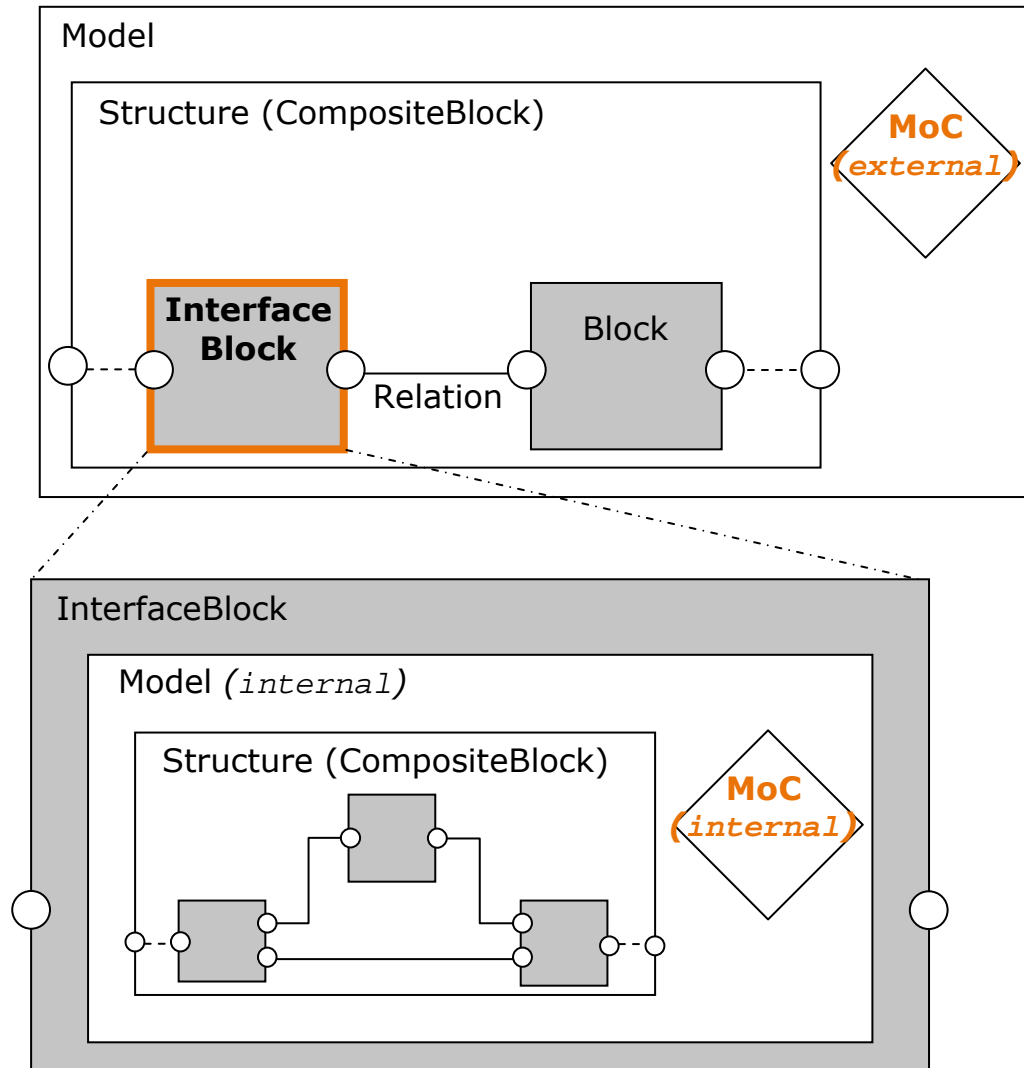 Model
Structure (CompositeBlock)
MoC
(external)
Interface
Block
Block
Relation
InterfaceBlock
Model (internal)
Structure (CompositeBlock)
MoC
(internal)